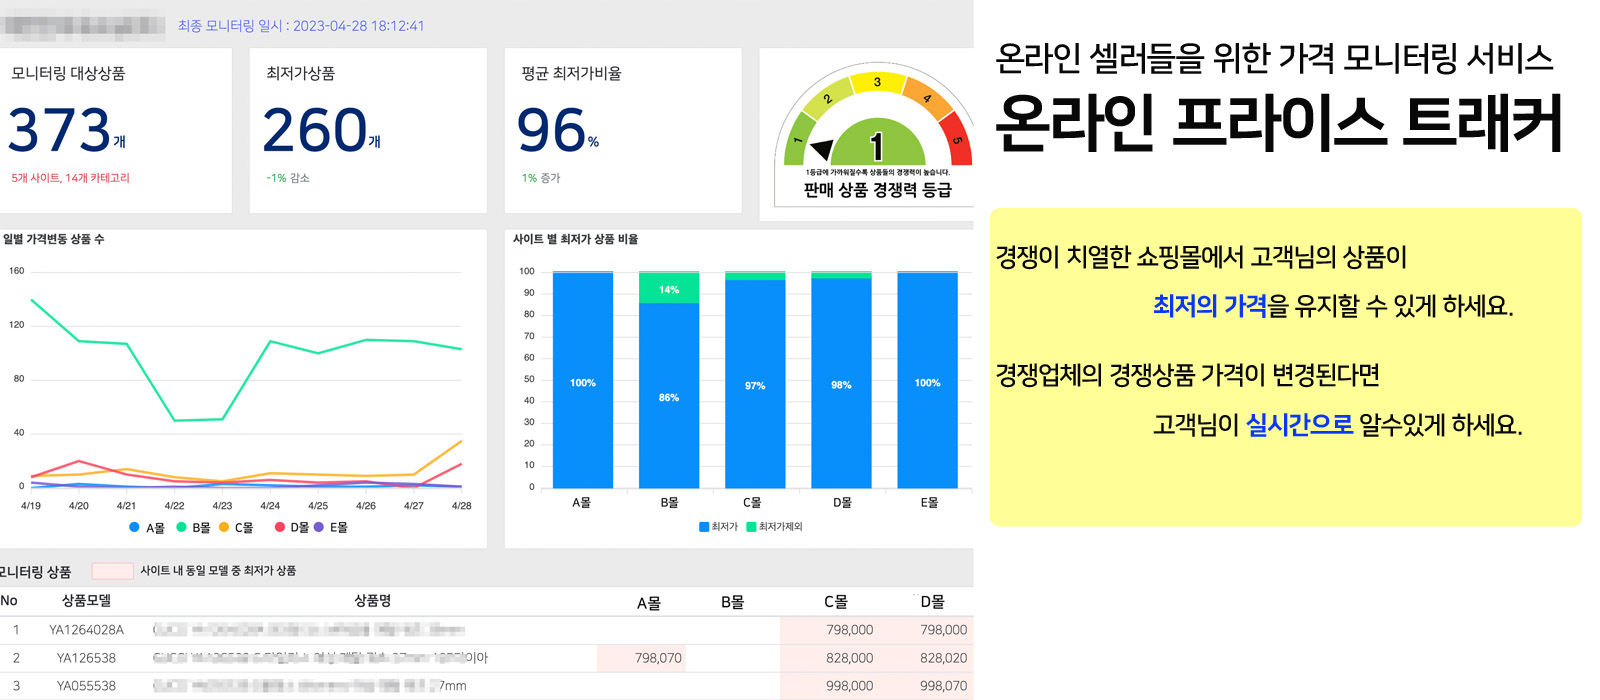 최종 모니터링 일시 : 2023-04-28 18:12:41
온라인 셀러들을 위한 가격 모니터링 서비스
온라인 프라이스 트래커
모니터링 대상상품
373개
5개 사이트, 14개 카테고리
최저가상품
260개
-1% 감소
평균 최저가비율
96%
1% 증가
1 2 3 4 5
1
1등급에 가까워질수록 상품들의 경쟁력이 높습니다.
판매 상품 경쟁력 등급
경쟁이 치열한 쇼핑몰에서 고객님의 상품이
최저의 가격을 유지할 수 있게 하세요.
경쟁업체의 경쟁상품 가격이 변경된다면
고객님이 실시간으로 알수있게 하세요.
일별 가격변동 상품 수
160
120
80
40
0
4/19 4/20 4/21 4/22 4/23 4/24 4/25 4/26 4/27 4/28
A몰 B몰 C몰 D몰 E몰
사이트 별 최저가 상품 비율
100
90
80
70
60
50
40
30
20
10
0
14%
100% 86% 97% 98% 100%
A몰 B몰 C몰 D몰 E몰
최저가 최저가제외
모니터링 상품 사이트 내 동일 모델 중 최저가 상품
No 상품모델 상품명 A몰 B몰 C몰 D몰
1 YA1264028A 798,000 798,000
2 YA126538 798,070 828,000 828,020
3 YA055538 7mm 998,000 998,070